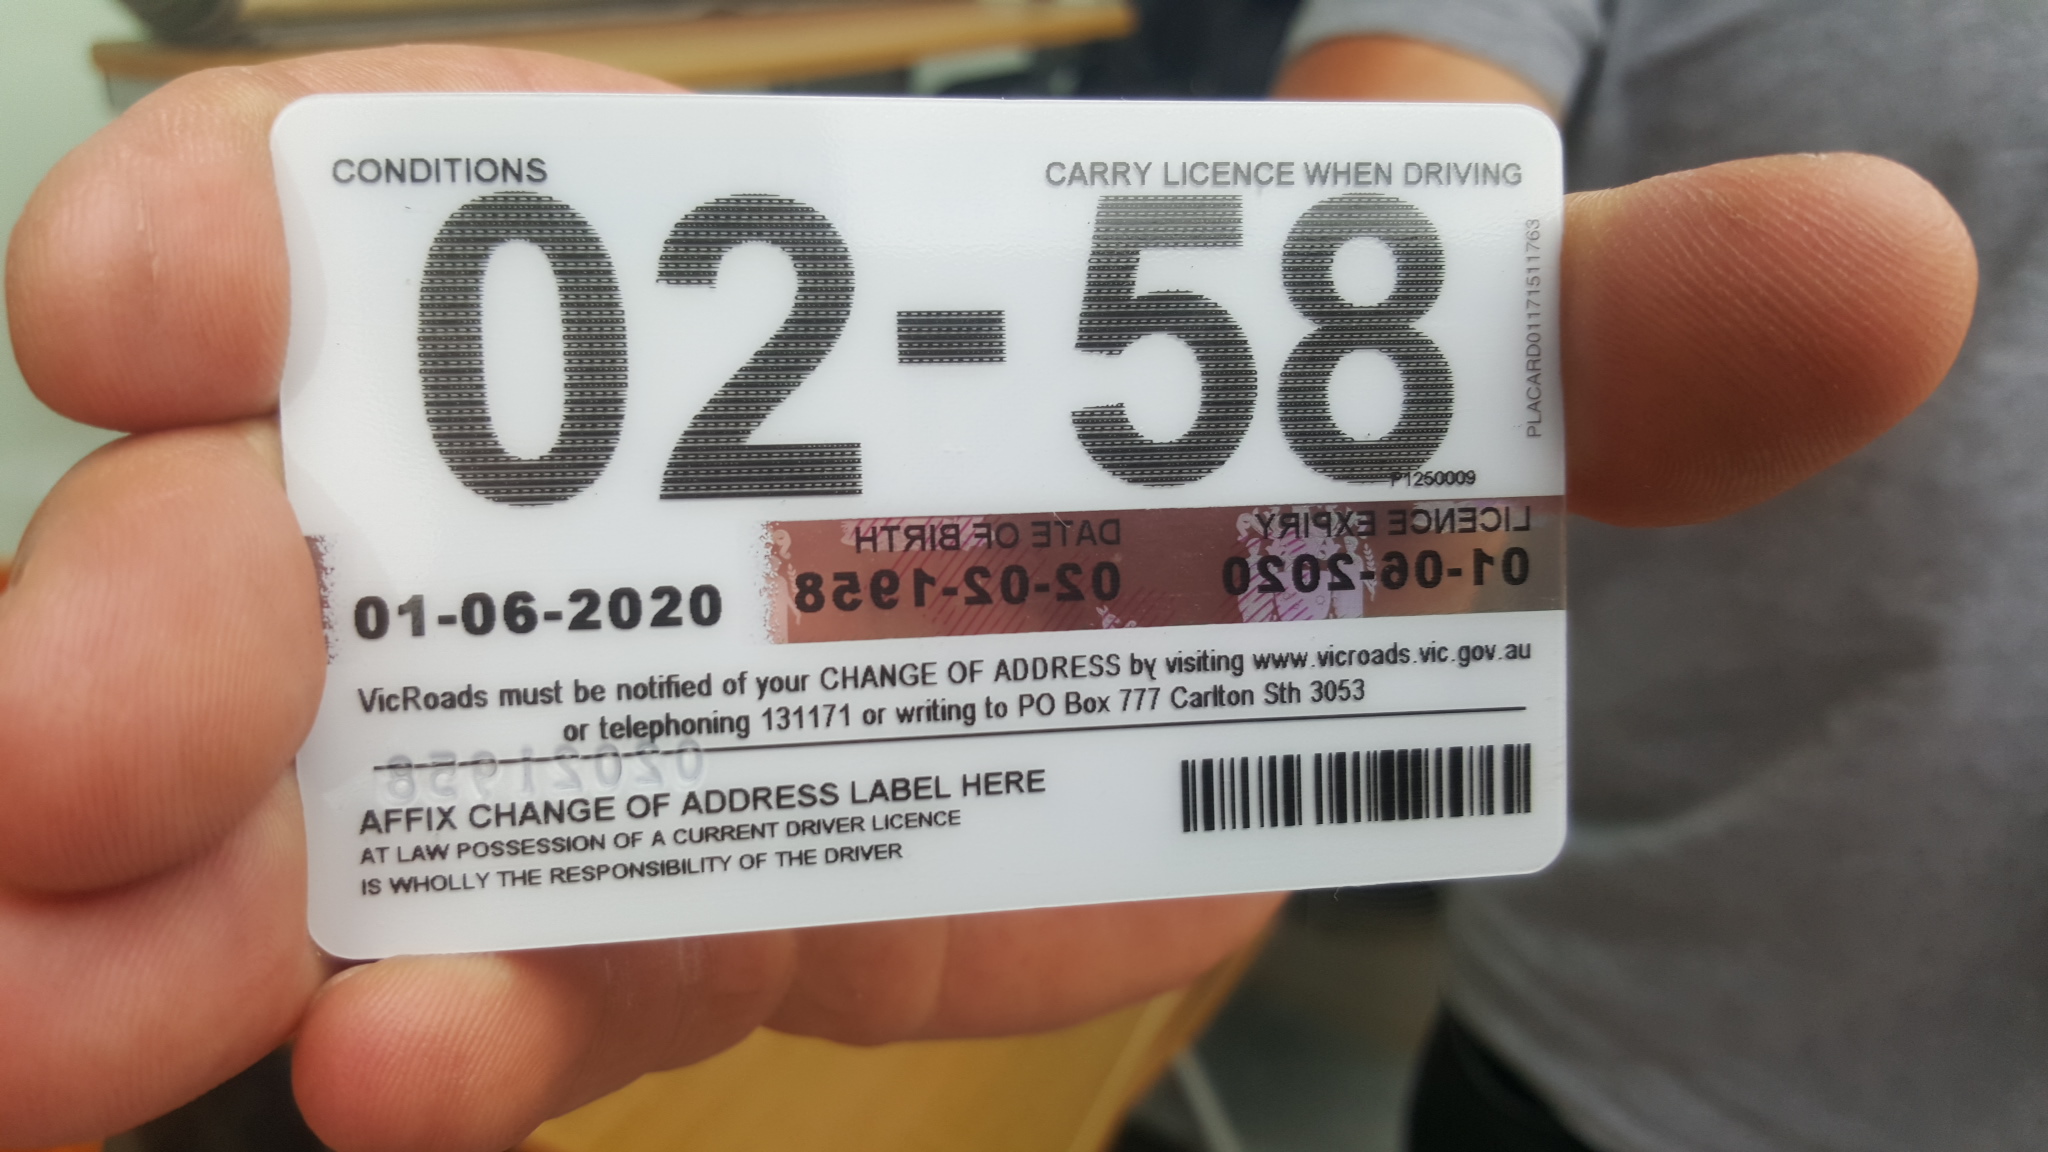 CONDITIONS
CARRY LICENCE WHEN DRIVING
02-58
PLACARD0117151 1763
P1250009
DATE OF BIRTH
LICENCE EXPIRY
01-06-2020
02-02-1958
01-06-2020
VicRoads must be notified of your CHANGE OF ADDRESS by visiting www.vicroads.vic.gov.au
or telephoning 131171 or writing to PO Box 777 Carlton Sth 3053
02021958
AFFIX CHANGE OF ADDRESS LABEL HERE
AT LAW POSSESSION OF A CURRENT DRIVER LICENCE
IS WHOLLY THE RESPONSIBILITY OF THE DRIVER